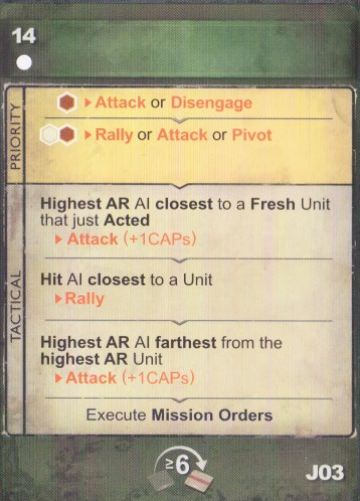 14
▸Attack or Disengage
▸Rally or Attack or Pivot
PRIORITY
Highest AR AI closest to a Fresh Unit
that just Acted
▸Attack (+1CAPs)
Hit AI closest to a Unit
▸Rally
Highest AR AI farthest from the
highest AR Unit
▸Attack (+1CAPs)
TACTICAL
Execute Mission Orders
≥6
J03